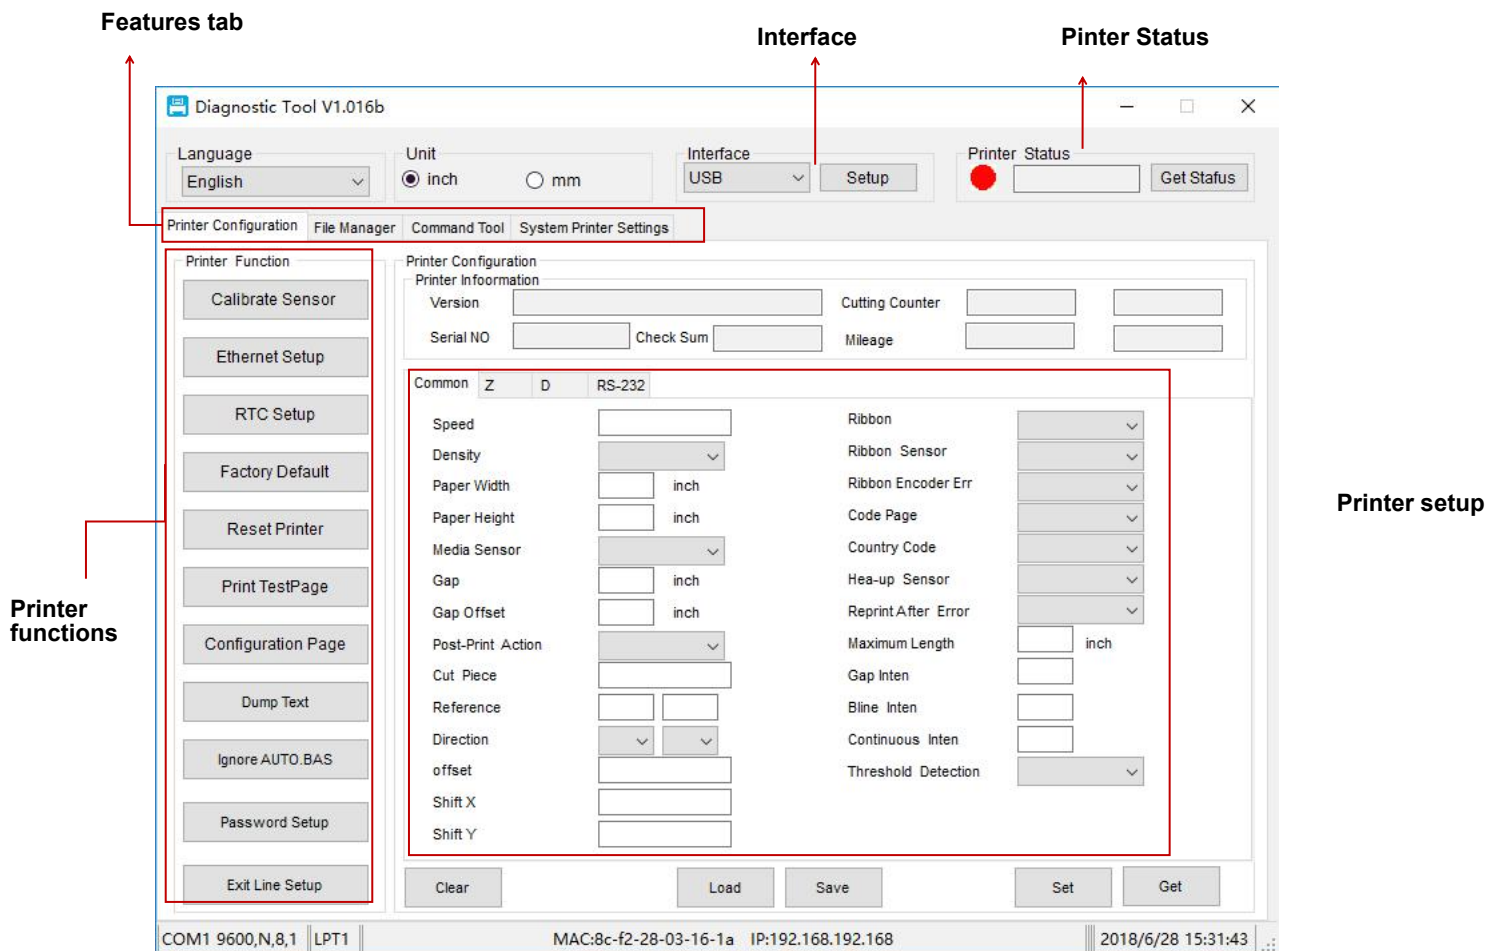 Features tab
Interface
Pinter Status
Diagnostic Tool V1.016b
Language
Unit
Interface
Printer Status
English
inch
mm
USB
Setup
Get Stafus
Printer Configuration
File Manager
Command Tool
System Printer Settings
Printer Function
Calibrate Sensor
Ethernet Setup
RTC Setup
Factory Default
Reset Printer
Print TestPage
Configuration Page
Dump Text
Ignore AUTO.BAS
Password Setup
Exit Line Setup
Printer Configuration
Printer Infoormation
Version
Cutting Counter
Serial NO
Check Sum
Mileage
Common
Z
D
RS-232
Speed
Density
Paper Width inch
Paper Height inch
Media Sensor
Gap inch
Gap Offset inch
Post-Print Action
Cut Piece
Reference
Direction
offset
Shift X
Shift Y
Ribbon
Ribbon Sensor
Ribbon Encoder Err
Code Page
Country Code
Hea-up Sensor
Reprint After Error
Maximum Length inch
Gap Inten
Bline Inten
Continuous Inten
Threshold Detection
Clear
Load
Save
Set
Get
Printer setup
Printer
functions
COM1 9600,N,8,1
LPT1
MAC:8c-f2-28-03-16-1a IP:192.168.192.168
2018/6/28 15:31:43